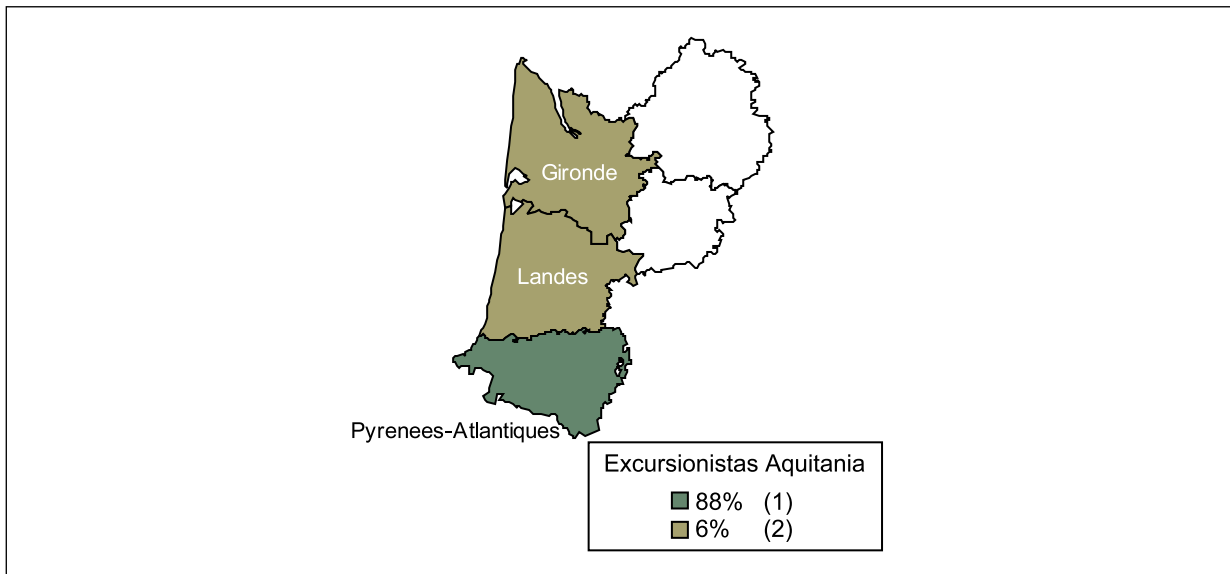 Gironde
Landes
Pyrenees-Atlantiques
Excursionistas Aquitania
88% (1)
6% (2)